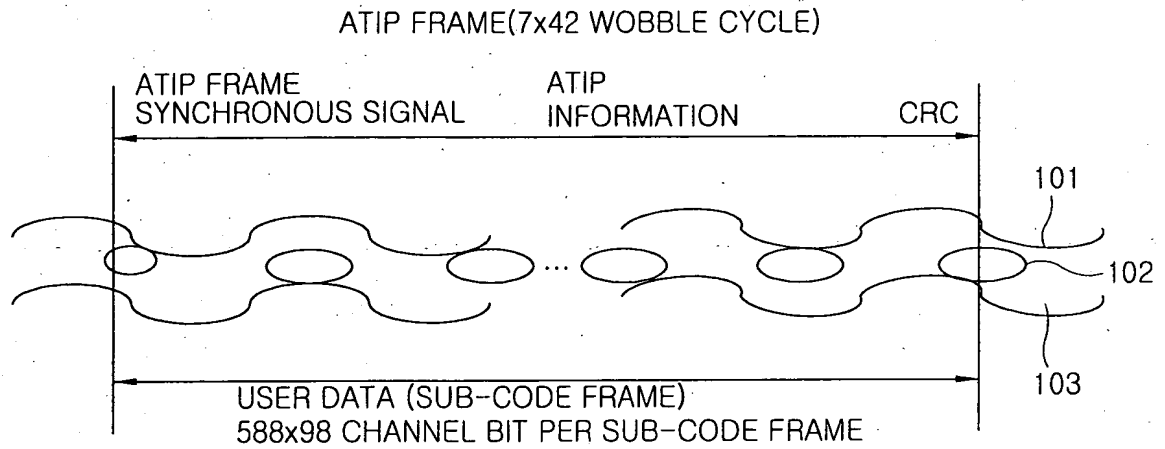 ATIP FRAME(7x42 WOBBLE CYCLE)
ATIP FRAME
SYNCHRONOUS SIGNAL
ATIP
INFORMATION
CRC
101
...
102
103
USER DATA (SUB-CODE FRAME)
588x98 CHANNEL BIT PER SUB-CODE FRAME